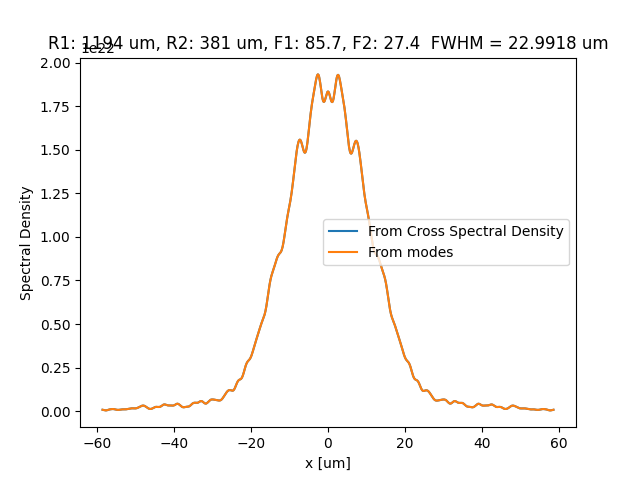 R1: 1194 um, R2: 381 um, F1: 85.7, F2: 27.4  FWHM = 22.9918 um
1e22
2.00
1.75
1.50
1.25
1.00
0.75
0.50
0.25
0.00
Spectral Density
From Cross Spectral Density
From modes
−60 −40 −20 0 20 40 60
x [um]